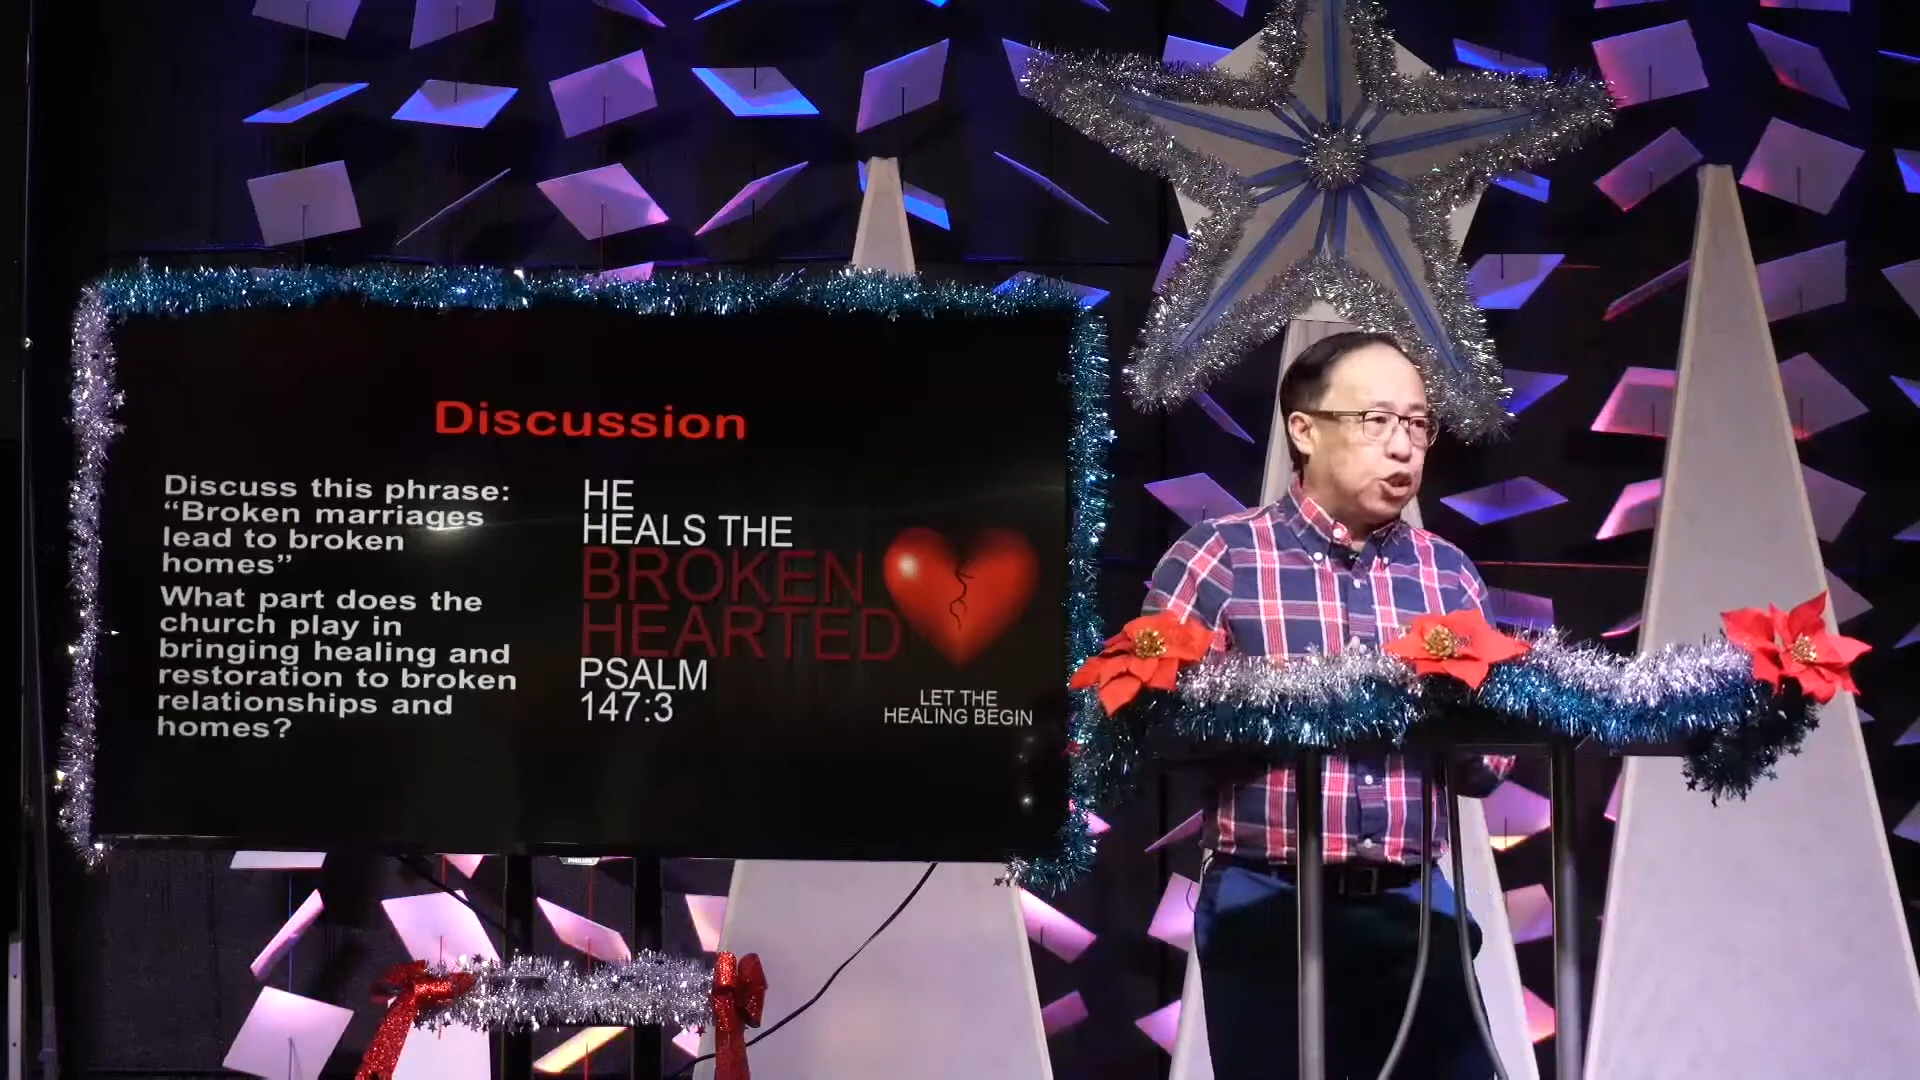 Discussion
Discuss this phrase:
“Broken marriages
lead to broken
homes”
What part does the
church play in
bringing healing and
restoration to broken
relationships and
homes?
HE
HEALS THE
BROKEN
HEARTED
PSALM
147:3
LET THE
HEALING BEGIN
PHILIPS